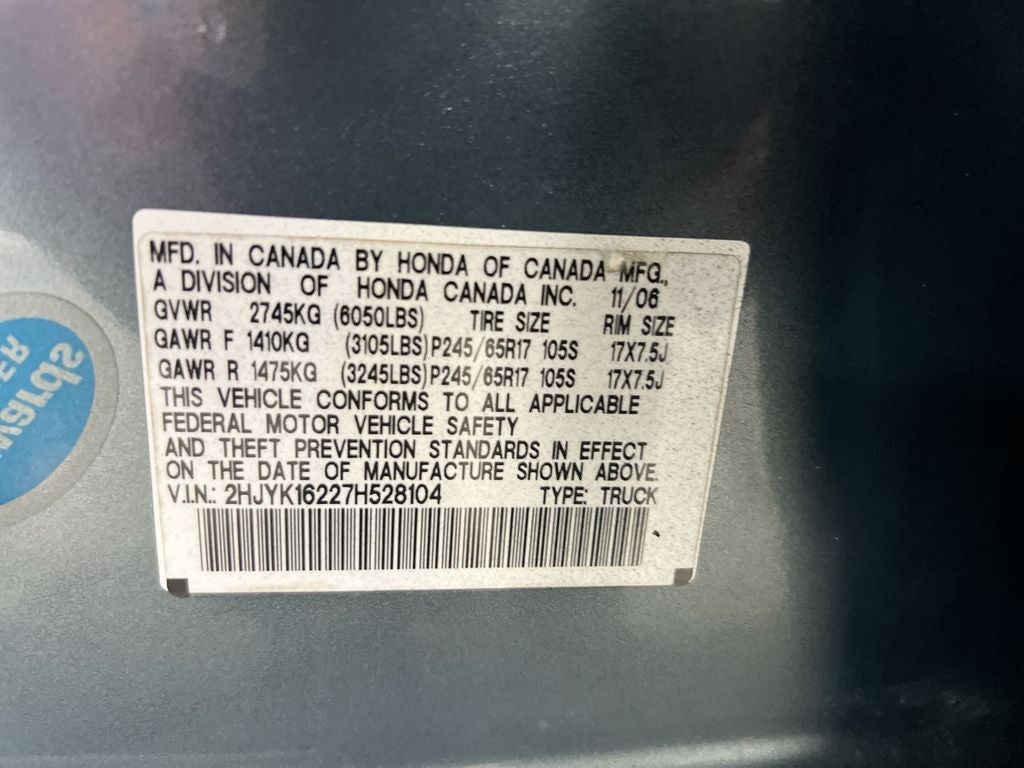 MFD. IN CANADA BY HONDA OF CANADA MFG.,
A DIVISION OF HONDA CANADA INC. 11/06
GVWR 2745KG (6050LBS) TIRE SIZE RIM SIZE
GAWR F 1410KG (3105LBS) P245/65R17 105S 17X7.5J
GAWR R 1475KG (3245LBS) P245/65R17 105S 17X7.5J
THIS VEHICLE CONFORMS TO ALL APPLICABLE
FEDERAL MOTOR VEHICLE SAFETY
AND THEFT PREVENTION STANDARDS IN EFFECT
ON THE DATE OF MANUFACTURE SHOWN ABOVE.
V.I.N.: 2HJYK16227H528104 TYPE: TRUCK